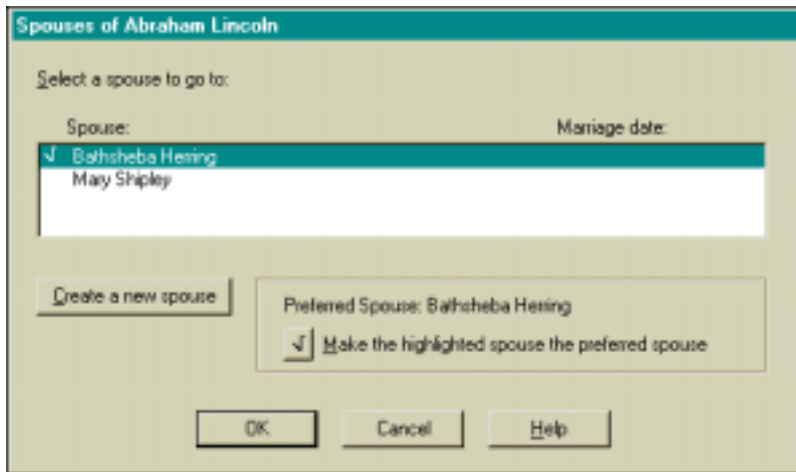 Spouses of Abraham Lincoln
Select a spouse to go to:
Spouse: Marriage date:
√ Bathsheba Herring
Mary Shipley
Create a new spouse
Preferred Spouse: Bathsheba Herring
√ Make the highlighted spouse the preferred spouse
OK Cancel Help